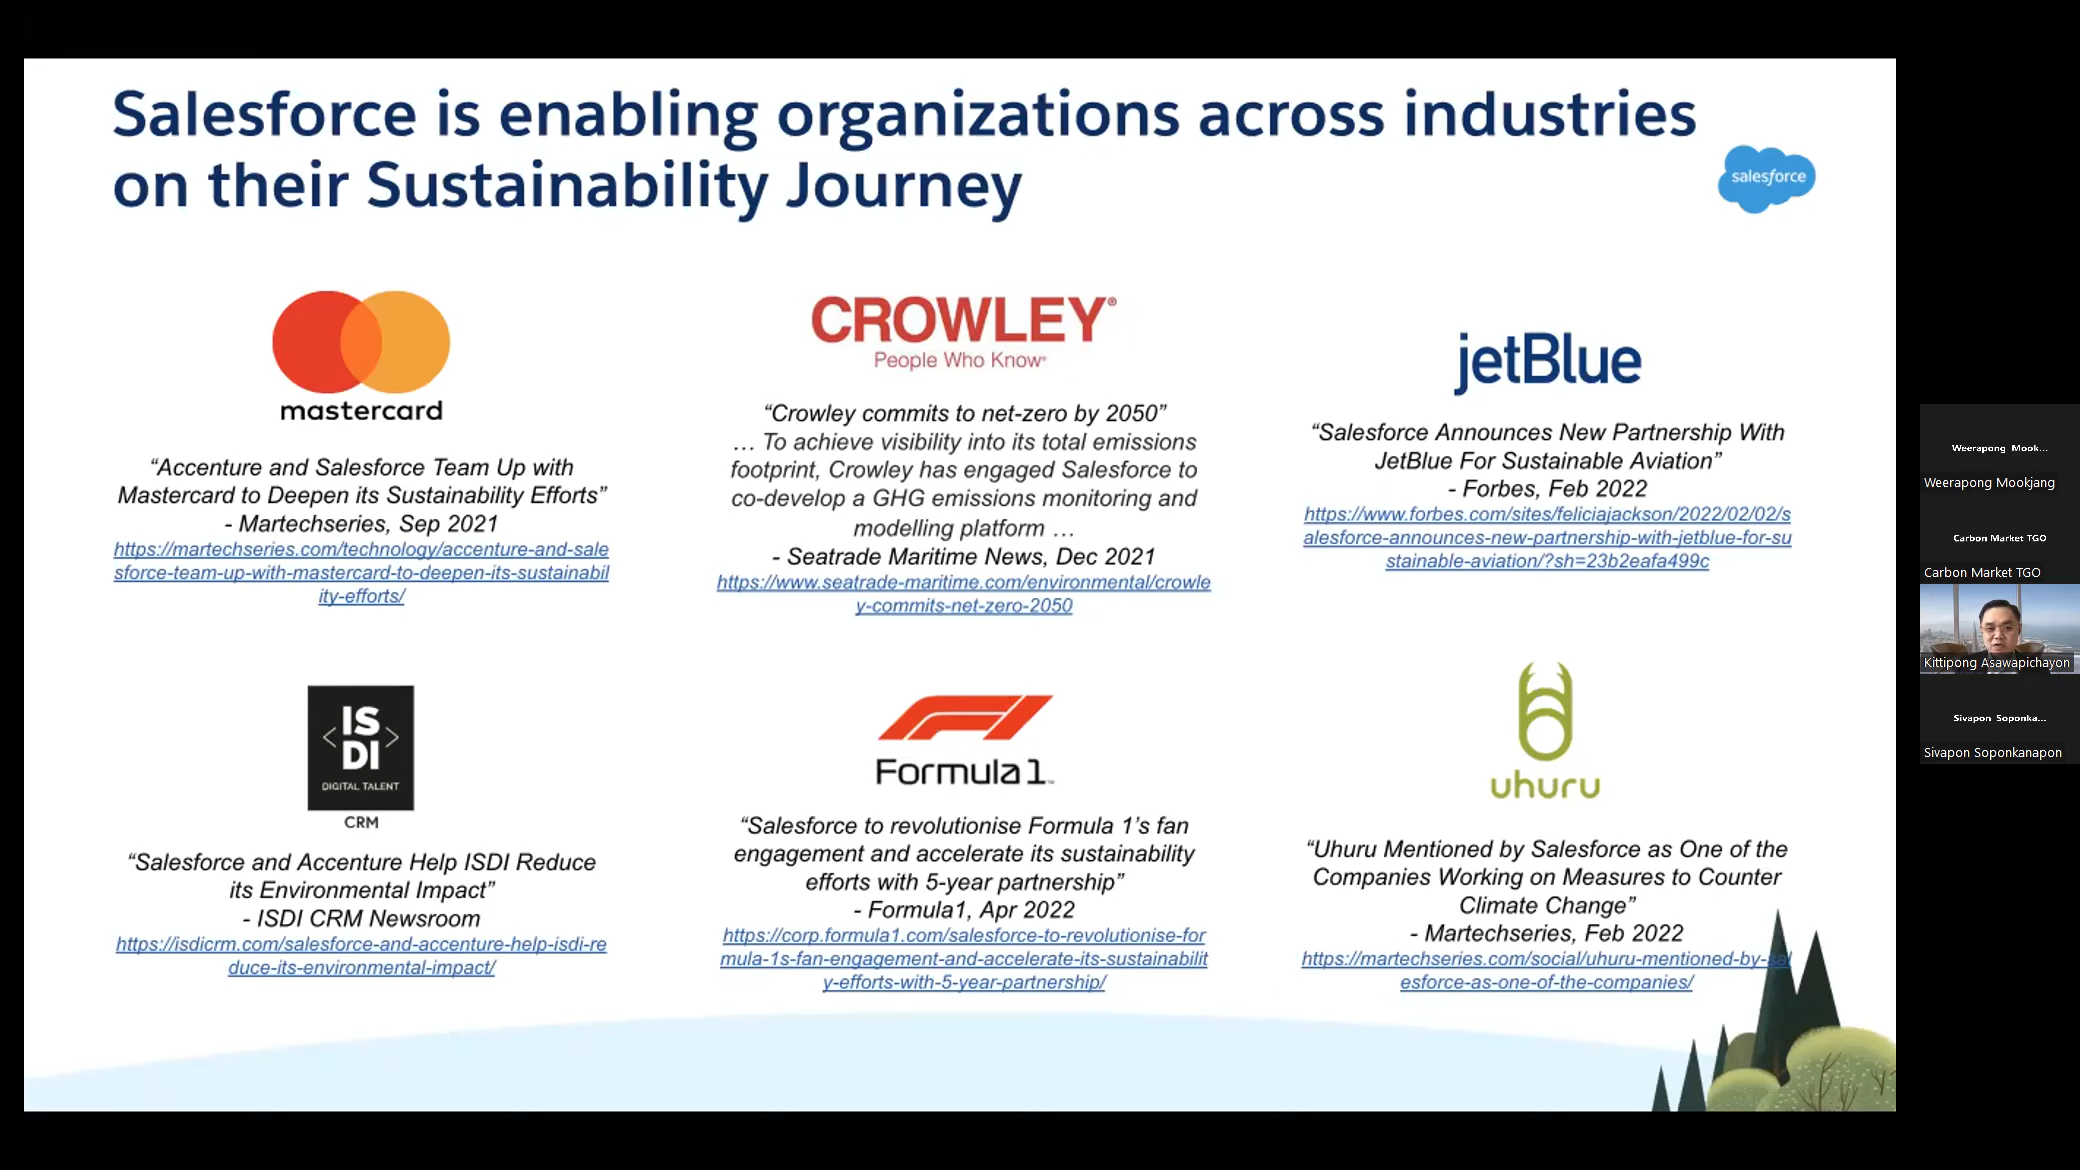 Salesforce is enabling organizations across industries
on their Sustainability Journey
salesforce
mastercard
“Accenture and Salesforce Team Up with
Mastercard to Deepen its Sustainability Efforts”
- Martechseries, Sep 2021
https://martechseries.com/technology/accenture-and-sale
sforce-team-up-with-mastercard-to-deepen-its-sustainabil
ity-efforts/
CROWLEY®
People Who Know®
“Crowley commits to net-zero by 2050”
… To achieve visibility into its total emissions
footprint, Crowley has engaged Salesforce to
co-develop a GHG emissions monitoring and
modelling platform …
- Seatrade Maritime News, Dec 2021
https://www.seatrade-maritime.com/environmental/crowle
y-commits-net-zero-2050
jetBlue
“Salesforce Announces New Partnership With
JetBlue For Sustainable Aviation”
- Forbes, Feb 2022
https://www.forbes.com/sites/feliciajackson/2022/02/02/s
alesforce-announces-new-partnership-with-jetblue-for-su
stainable-aviation/?sh=23b2eafa499c
<IS
DI>
DIGITAL TALENT
CRM
“Salesforce and Accenture Help ISDI Reduce
its Environmental Impact”
- ISDI CRM Newsroom
https://isdicrm.com/salesforce-and-accenture-help-isdi-re
duce-its-environmental-impact/
Formula 1™
“Salesforce to revolutionise Formula 1’s fan
engagement and accelerate its sustainability
efforts with 5-year partnership”
- Formula1, Apr 2022
https://corp.formula1.com/salesforce-to-revolutionise-for
mula-1s-fan-engagement-and-accelerate-its-sustainabilit
y-efforts-with-5-year-partnership/
uhuru
“Uhuru Mentioned by Salesforce as One of the
Companies Working on Measures to Counter
Climate Change”
- Martechseries, Feb 2022
https://martechseries.com/social/uhuru-mentioned-by-sal
esforce-as-one-of-the-companies/
Weerapong Mook...
Weerapong Mookjang
Carbon Market TGO
Carbon Market TGO
Kittipong Asawapichayon
Sivapon Soponka...
Sivapon Soponkanapon